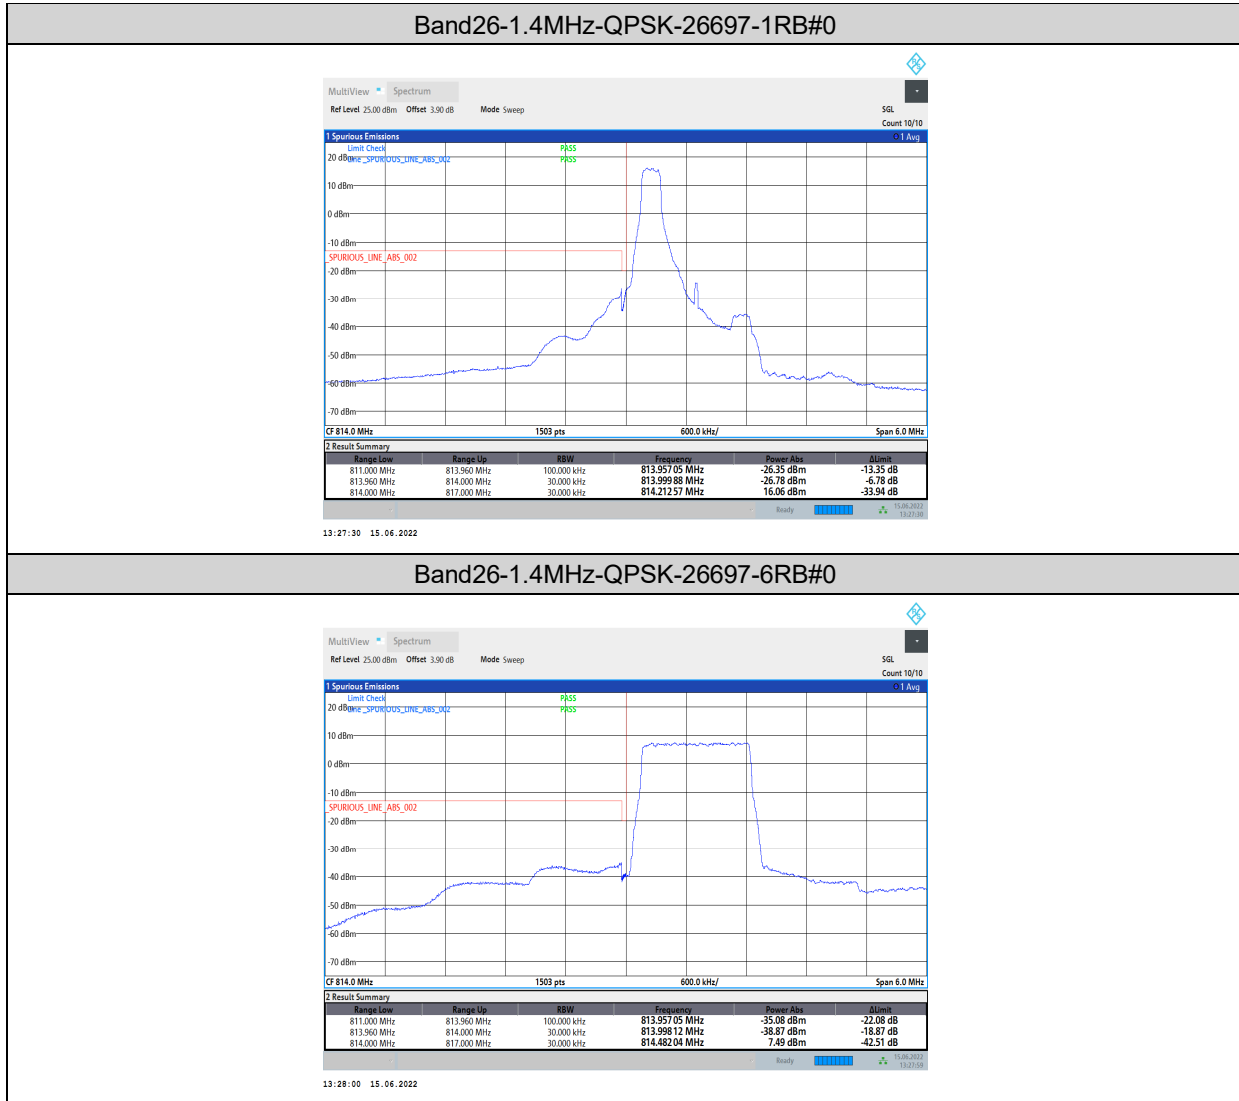 Band26-1.4MHz-QPSK-26697-1RB#0
MultiView Spectrum
Ref Level 25.00 dBm Offset 3.90 dB Mode Sweep SGL
Count 10/10
1 Spurious Emissions 1 Avg
Limit Check PASS
20 dBm Line _SPURIOUS_LINE_ABS_002 PASS
10 dBm
0 dBm
-10 dBm
_SPURIOUS_LINE_ABS_002
-20 dBm
-30 dBm
-40 dBm
-50 dBm
-60 dBm
-70 dBm
CF 814.0 MHz 1503 pts 600.0 kHz/ Span 6.0 MHz
2 Result Summary
Range Low Range Up RBW Frequency Power Abs ΔLimit
811.000 MHz 813.960 MHz 100.000 kHz 813.95705 MHz -26.35 dBm -13.35 dB
813.960 MHz 814.000 MHz 30.000 kHz 813.99988 MHz -26.78 dBm -6.78 dB
814.000 MHz 817.000 MHz 30.000 kHz 814.21257 MHz 16.06 dBm -33.94 dB
Ready 15.06.2022
13:27:30
13:27:30 15.06.2022
Band26-1.4MHz-QPSK-26697-6RB#0
MultiView Spectrum
Ref Level 25.00 dBm Offset 3.90 dB Mode Sweep SGL
Count 10/10
1 Spurious Emissions 1 Avg
Limit Check PASS
20 dBm Line _SPURIOUS_LINE_ABS_002 PASS
10 dBm
0 dBm
-10 dBm
_SPURIOUS_LINE_ABS_002
-20 dBm
-30 dBm
-40 dBm
-50 dBm
-60 dBm
-70 dBm
CF 814.0 MHz 1503 pts 600.0 kHz/ Span 6.0 MHz
2 Result Summary
Range Low Range Up RBW Frequency Power Abs ΔLimit
811.000 MHz 813.960 MHz 100.000 kHz 813.95705 MHz -35.08 dBm -22.08 dB
813.960 MHz 814.000 MHz 30.000 kHz 813.99812 MHz -38.87 dBm -18.87 dB
814.000 MHz 817.000 MHz 30.000 kHz 814.48204 MHz 7.49 dBm -42.51 dB
Ready 15.06.2022
13:27:59
13:28:00 15.06.2022